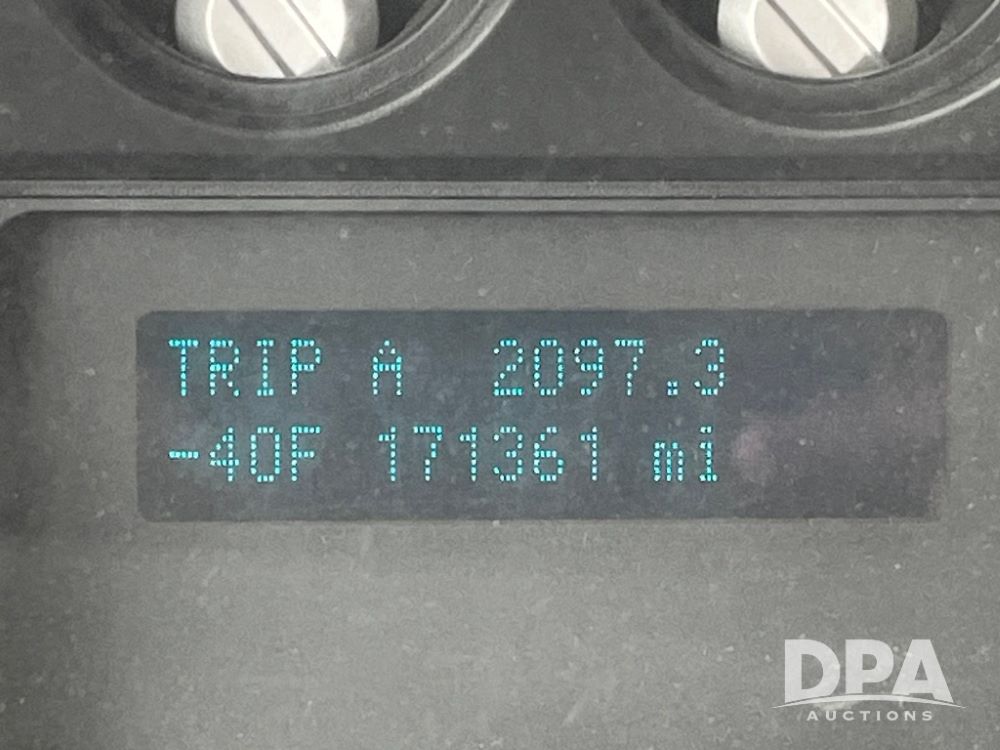 TRIP A 2097.3
-40F 171361 mi
DPA
AUCTIONS